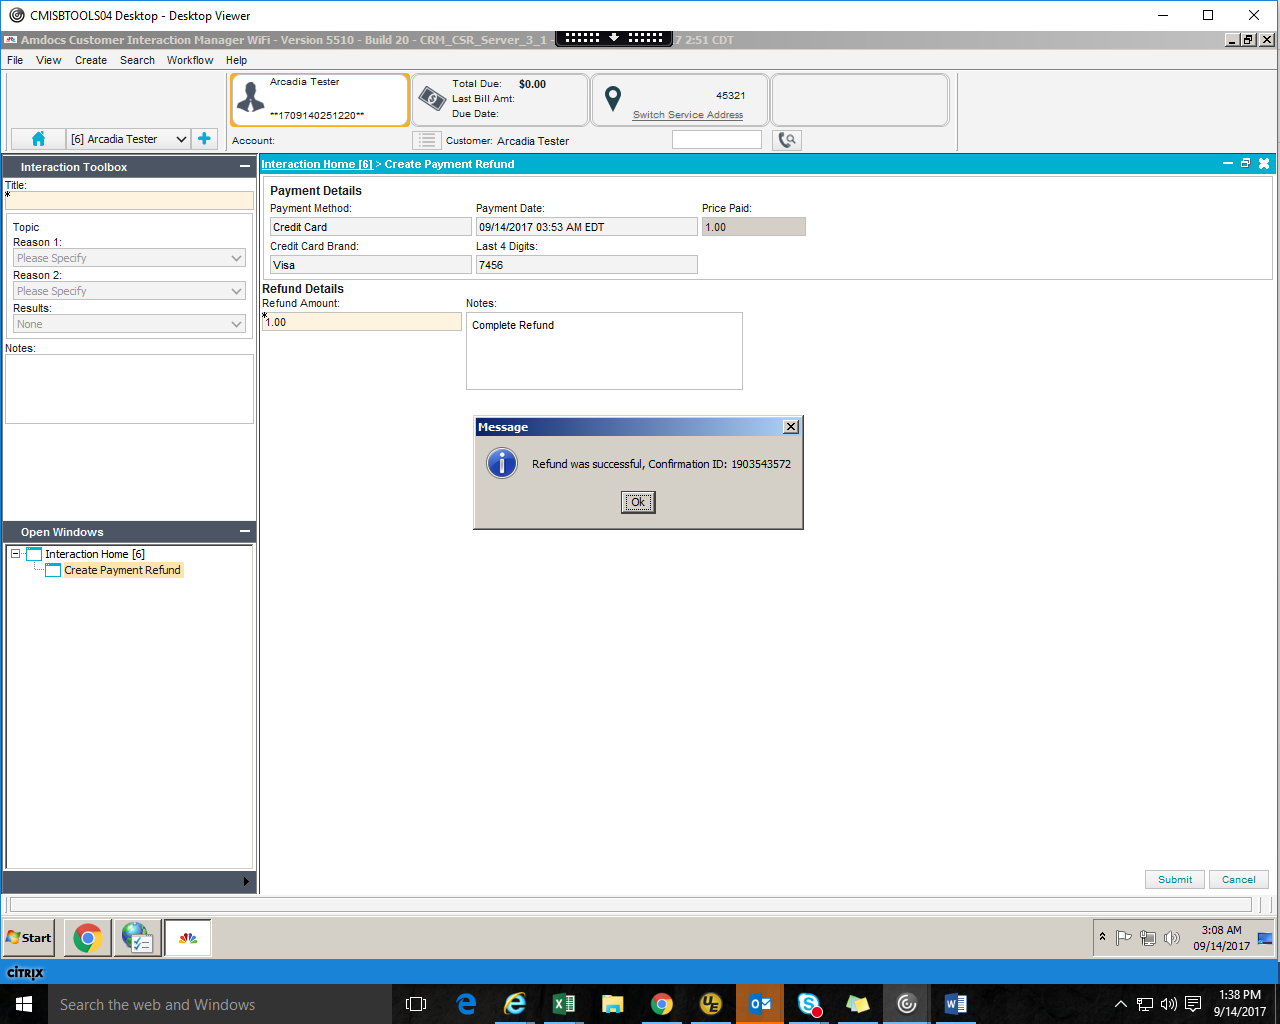 CMISBTOOLS04 Desktop - Desktop Viewer
Amdocs Customer Interaction Manager WiFi - Version 5510 - Build 20 - CRM_CSR_Server_3_1 - 7 2:51 CDT
File View Create Search Workflow Help
Arcadia Tester
**1709140251220**
Total Due: $0.00
Last Bill Amt:
Due Date:
45321
Switch Service Address
[6] Arcadia Tester
Account:
Customer: Arcadia Tester
Interaction Toolbox
Title:
*
Topic
Reason 1:
Please Specify
Reason 2:
Please Specify
Results:
None
Notes:
Open Windows
Interaction Home [6]
Create Payment Refund
Interaction Home [6] > Create Payment Refund
Payment Details
Payment Method: Payment Date: Price Paid:
Credit Card 09/14/2017 03:53 AM EDT 1.00
Credit Card Brand: Last 4 Digits:
Visa 7456
Refund Details
Refund Amount: Notes:
*1.00
Complete Refund
Message
Refund was successful, Confirmation ID: 1903543572
Ok
Submit Cancel
Start
3:08 AM
09/14/2017
CITRIX
Search the web and Windows
1:38 PM
9/14/2017